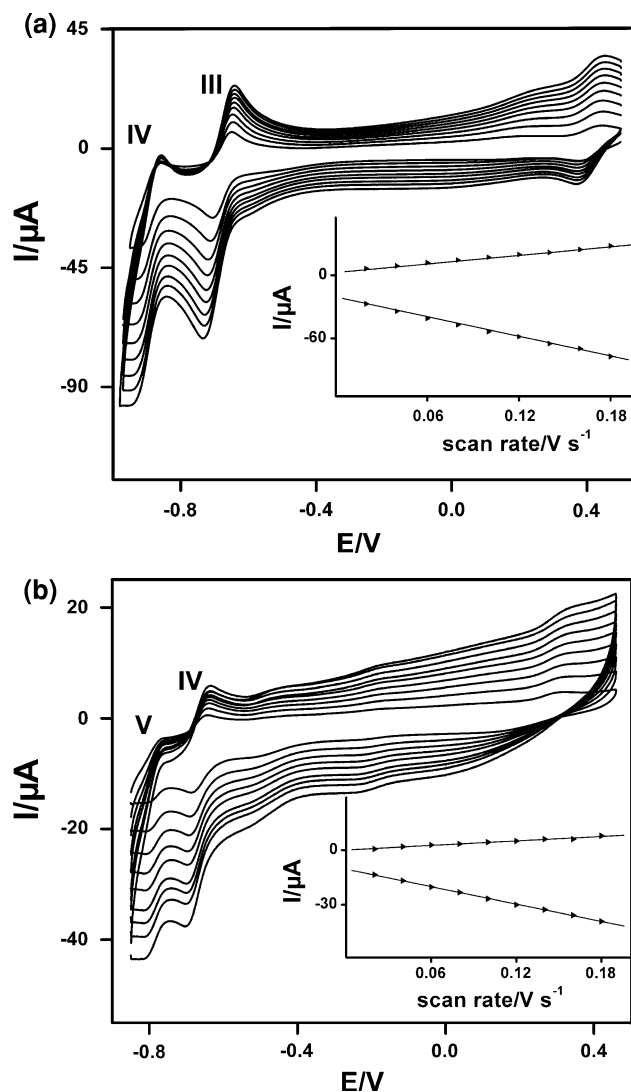 (a)
45
0
-45
-90
I/µA
III
IV
I/µA
0
-60
0.06
0.12
0.18
scan rate/V s⁻¹
-0.8
-0.4
0.0
0.4
E/V
(b)
20
0
-20
-40
I/µA
IV
V
I/µA
0
-30
0.06
0.12
0.18
scan rate/V s⁻¹
-0.8
-0.4
0.0
0.4
E/V